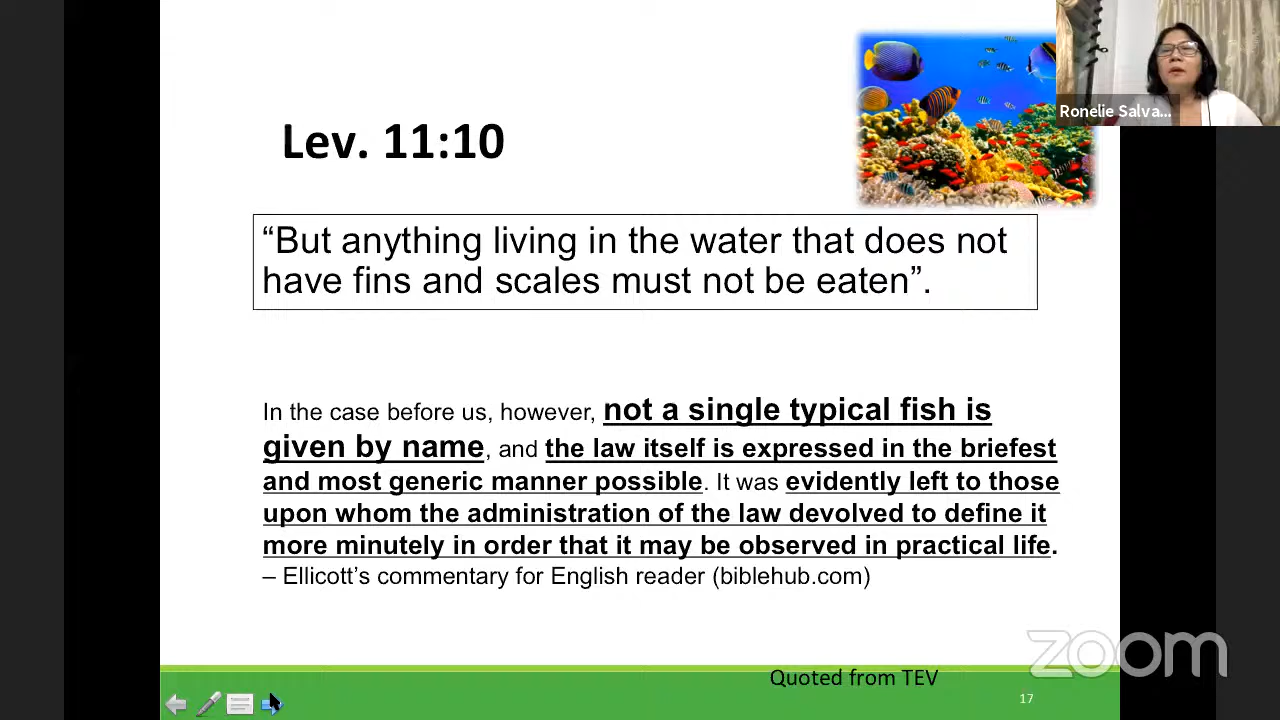 Ronelie Salva...
Lev. 11:10
“But anything living in the water that does not
have fins and scales must not be eaten”.
In the case before us, however, not a single typical fish is
given by name, and the law itself is expressed in the briefest
and most generic manner possible. It was evidently left to those
upon whom the administration of the law devolved to define it
more minutely in order that it may be observed in practical life.
– Ellicott’s commentary for English reader (biblehub.com)
zoom
Quoted from TEV
17